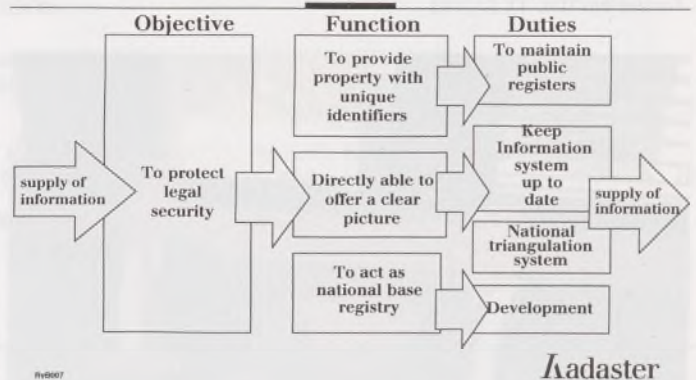 Objective
Function
Duties
To provide
property with
unique
identifiers
To maintain
public
registers
supply of
information
To protect
legal
security
Directly able to
offer a clear
picture
Keep
Information
system
up to
date
supply of
information
National
triangulation
system
To act as
national base
registry
Development
RvB007
Kadaster